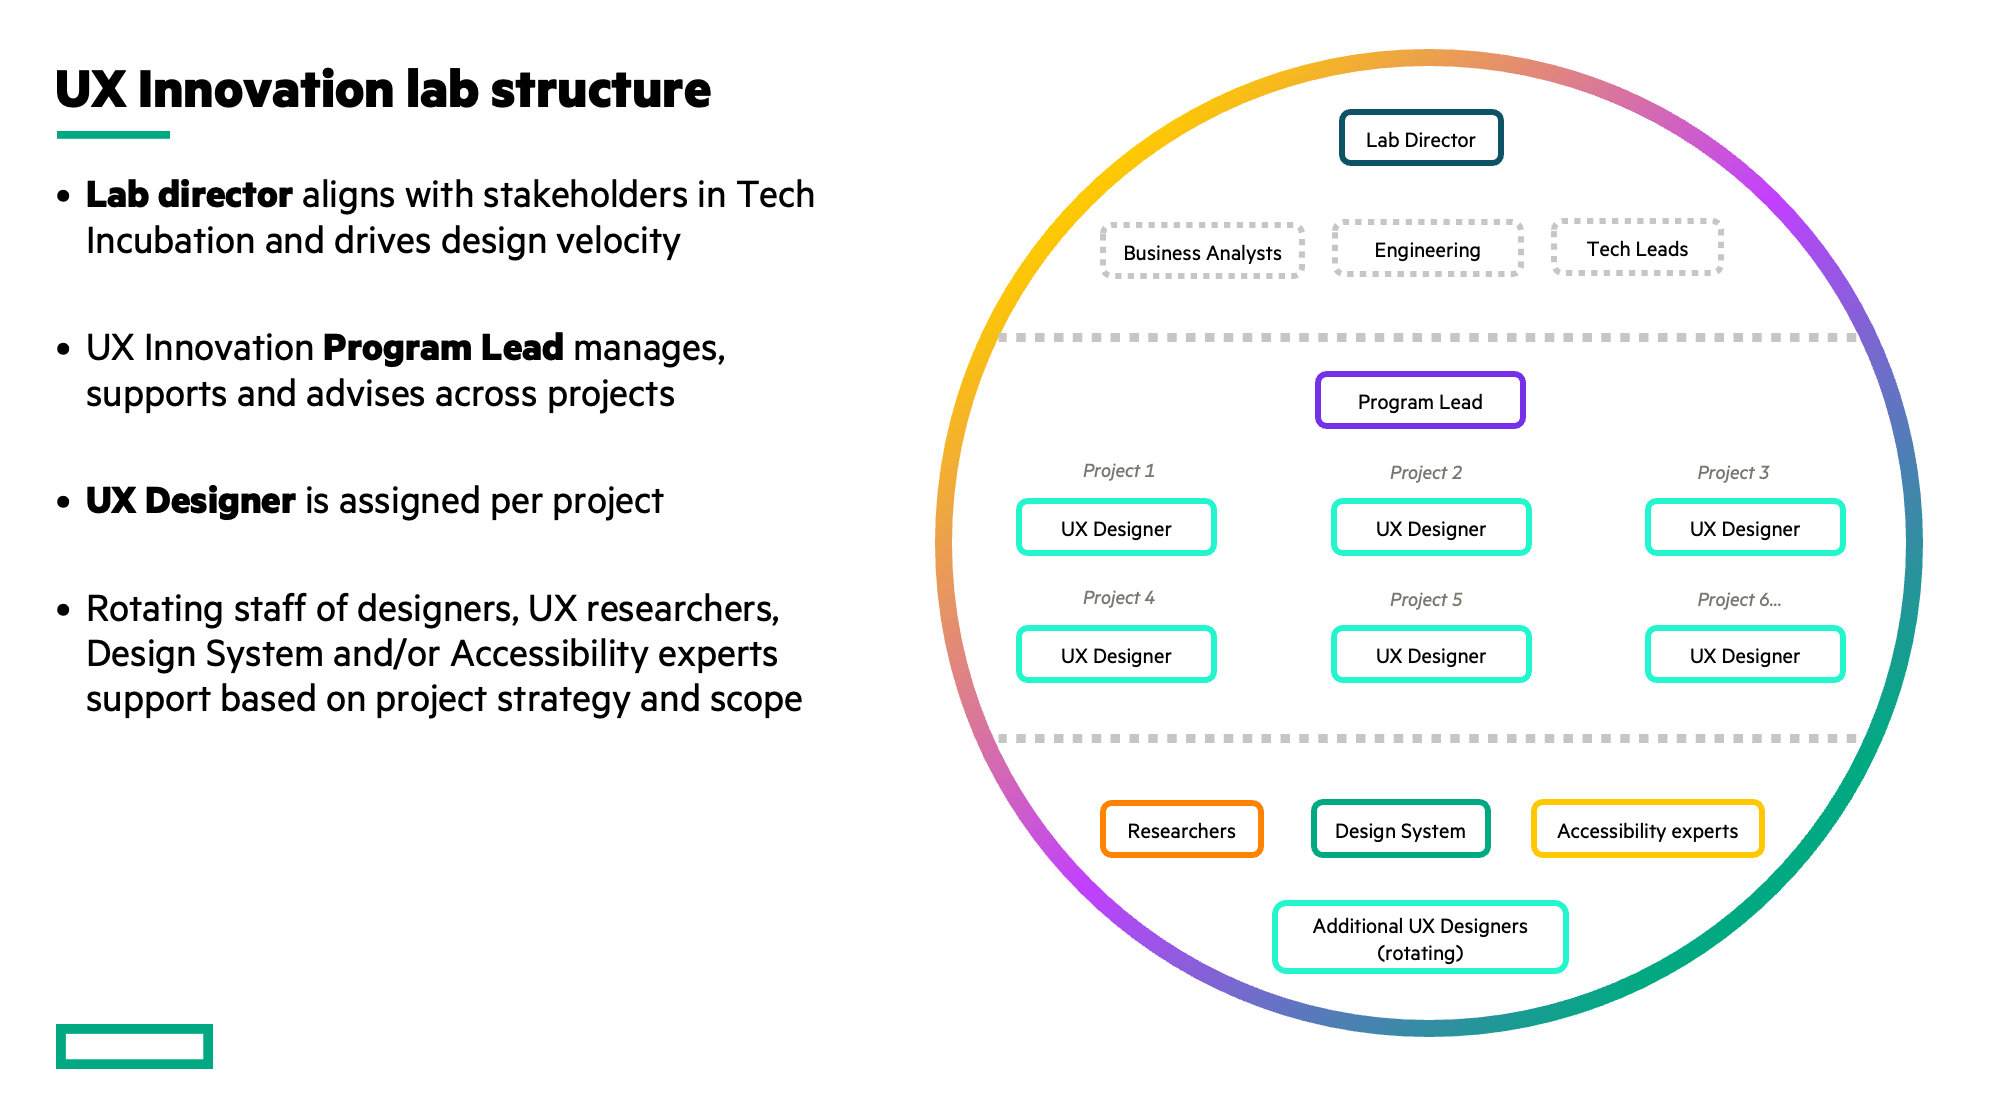 UX Innovation lab structure
• Lab director aligns with stakeholders in Tech
Incubation and drives design velocity
• UX Innovation Program Lead manages,
supports and advises across projects
• UX Designer is assigned per project
• Rotating staff of designers, UX researchers,
Design System and/or Accessibility experts
support based on project strategy and scope
Lab Director
Business Analysts
Engineering
Tech Leads
Program Lead
Project 1
Project 2
Project 3
UX Designer
UX Designer
UX Designer
Project 4
Project 5
Project 6...
UX Designer
UX Designer
UX Designer
Researchers
Design System
Accessibility experts
Additional UX Designers
(rotating)